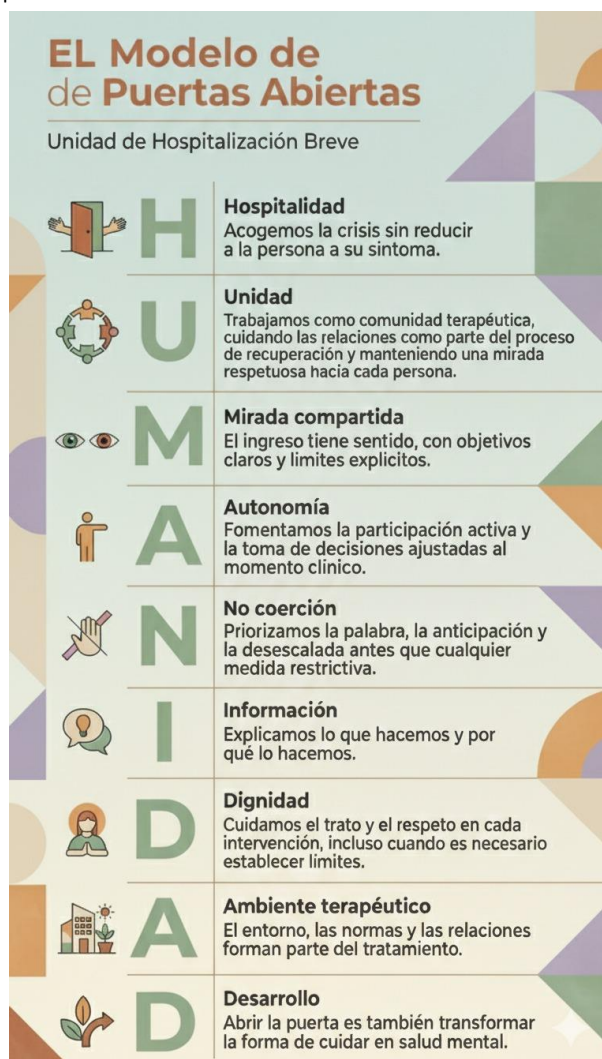 EL Modelo de
de Puertas Abiertas
Unidad de Hospitalización Breve
H
Hospitalidad
Acogemos la crisis sin reducir
a la persona a su sintoma.
U
Unidad
Trabajamos como comunidad terapéutica,
cuidando las relaciones como parte del proceso
de recuperación y manteniendo una mirada
respetuosa hacia cada persona.
M
Mirada compartida
El ingreso tiene sentido, con objetivos
claros y limites explicitos.
A
Autonomía
Fomentamos la participación activa y
la toma de decisiones ajustadas al
momento clinico.
N
No coerción
Priorizamos la palabra, la anticipación y
la desescalada antes que cualquier
medida restrictiva.
I
Información
Explicamos lo que hacemos y por
qué lo hacemos.
D
Dignidad
Cuidamos el trato y el respeto en cada
intervención, incluso cuando es necesario
establecer límites.
A
Ambiente terapéutico
El entorno, las normas y las relaciones
forman parte del tratamiento.
D
Desarrollo
Abrir la puerta es también transformar
la forma de cuidar en salud mental.